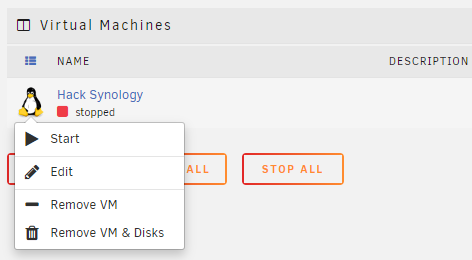 Virtual Machines
NAME DESCRIPTION
Hack Synology
stopped
Start
Edit
ALL STOP ALL
Remove VM
Remove VM & Disks